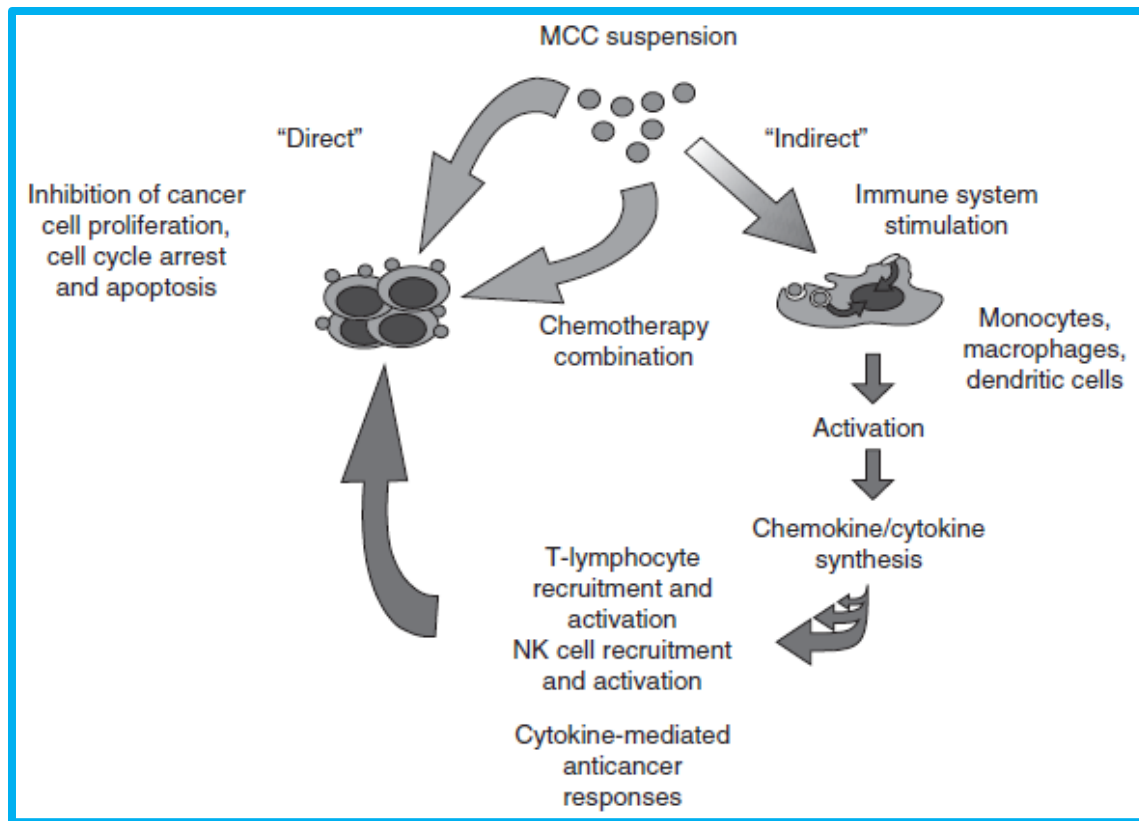 MCC suspension
"Direct"
"Indirect"
Inhibition of cancer
cell proliferation,
cell cycle arrest
and apoptosis
Immune system
stimulation
Chemotherapy
combination
Monocytes,
macrophages,
dendritic cells
Activation
Chemokine/cytokine
synthesis
T-lymphocyte
recruitment and
activation
NK cell recruitment
and activation
Cytokine-mediated
anticancer
responses